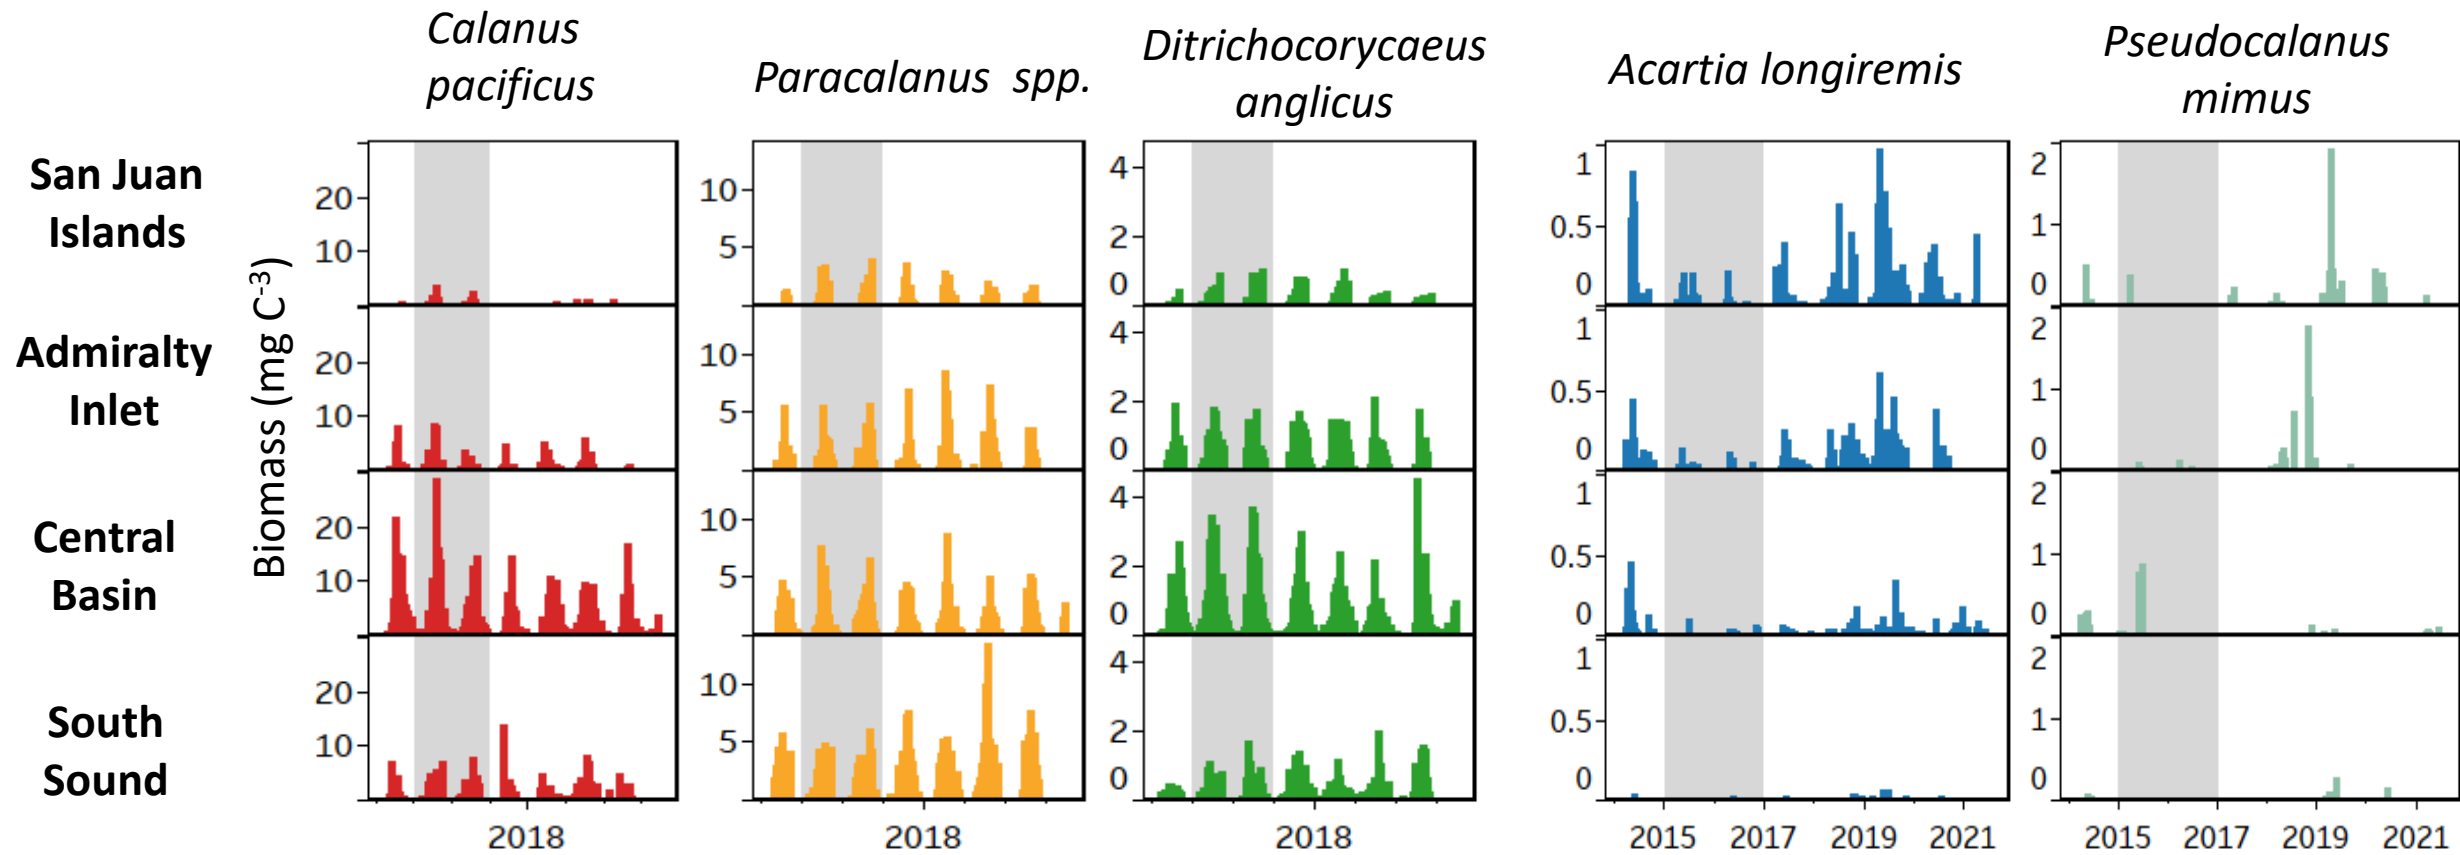 Calanus
pacificus
Paracalanus spp.
Ditrichocorycaeus
anglicus
Acartia longiremis
Pseudocalanus
mimus
San Juan
Islands
Admiralty
Inlet
Central
Basin
South
Sound
Biomass (mg C-3)
20
10
10
5
4
2
0
1
0.5
0
2
1
0
20
10
10
5
4
2
0
1
0.5
0
2
1
0
20
10
10
5
4
2
0
1
0.5
0
2
1
0
20
10
10
5
4
2
0
1
0.5
0
2
1
0
2018
2018
2018
2015 2017 2019 2021
2015 2017 2019 2021